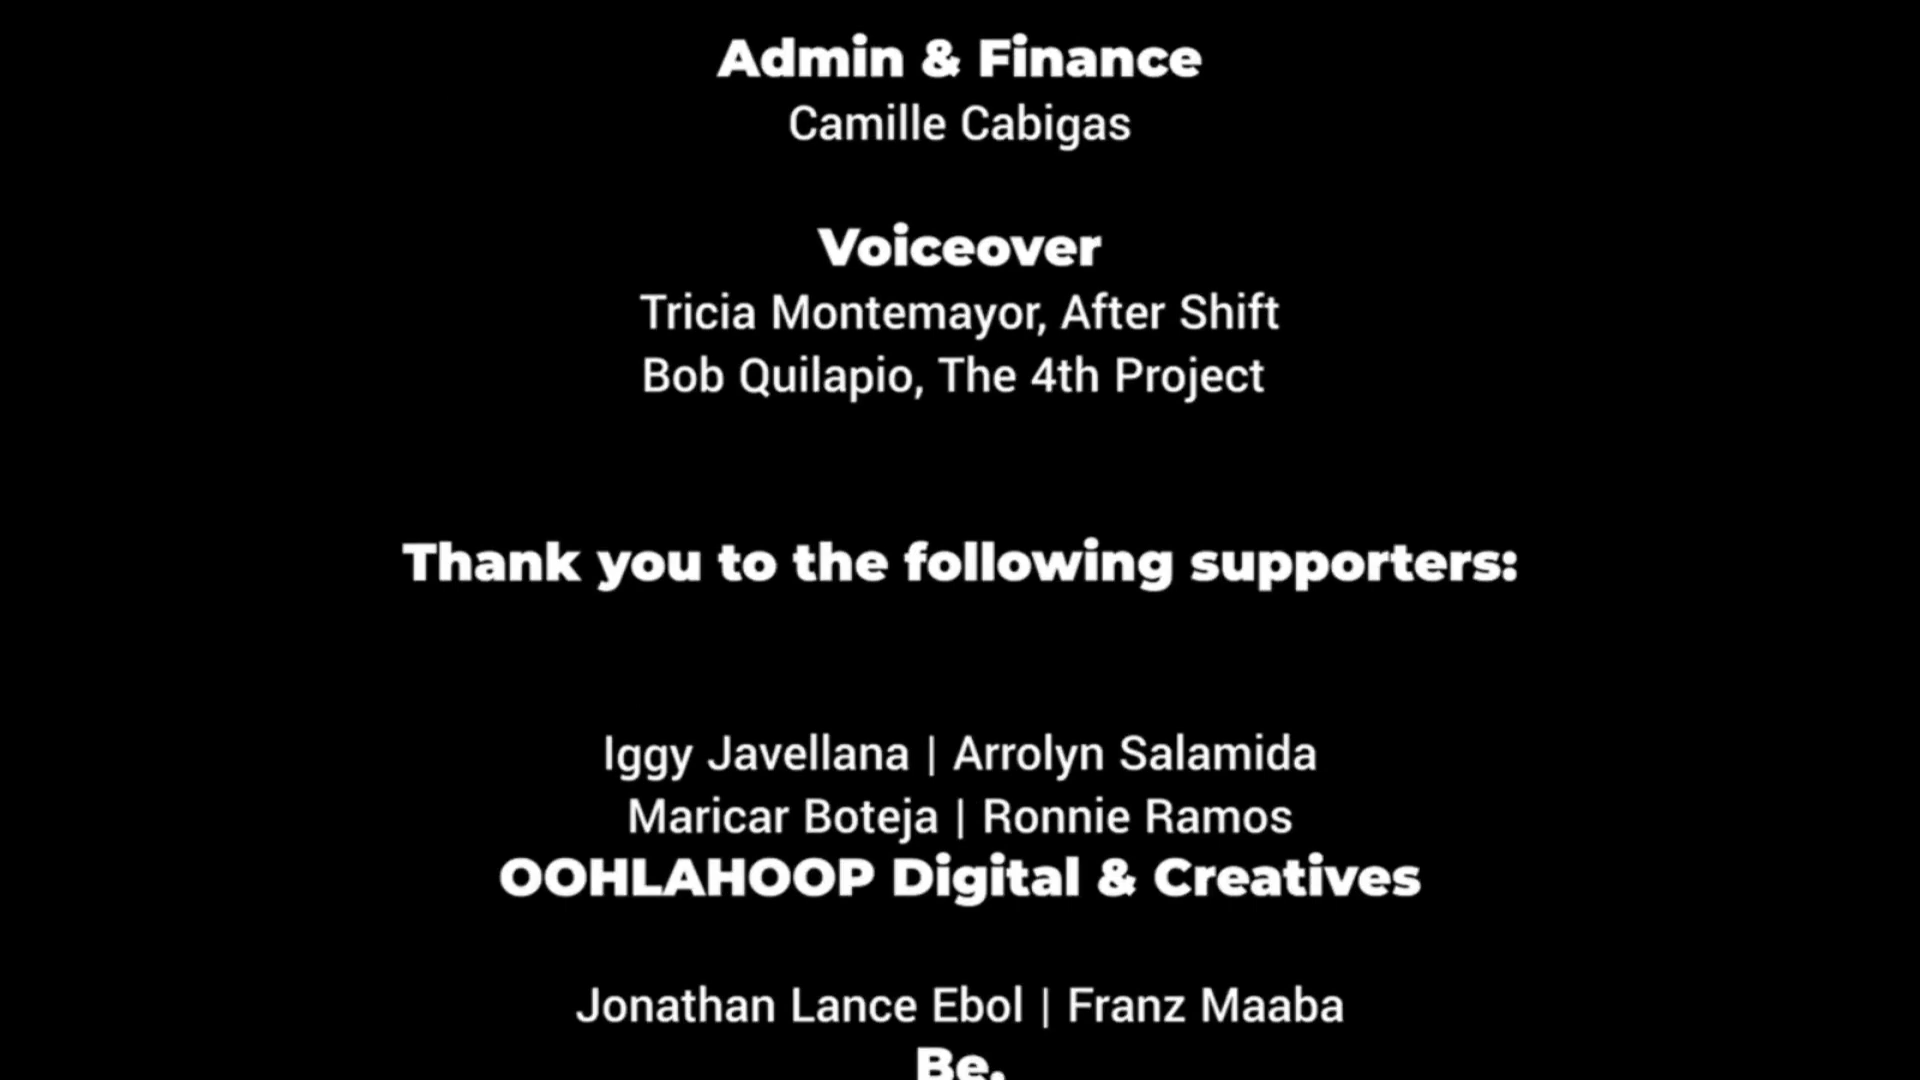 Admin & Finance
Camille Cabigas
Voiceover
Tricia Montemayor, After Shift
Bob Quilapio, The 4th Project
Thank you to the following supporters:
Iggy Javellana | Arrolyn Salamida
Maricar Boteja | Ronnie Ramos
OOHLAHOOP Digital & Creatives
Jonathan Lance Ebol | Franz Maaba
Be.